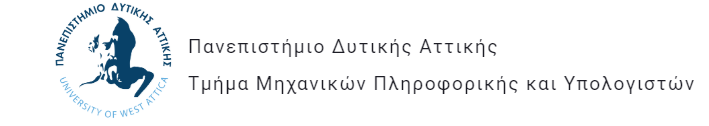 ΠΑΝΕΠΙΣΤΗΜΙΟ ΔΥΤΙΚΗΣ ΑΤΤΙΚΗΣ
UNIVERSITY OF WEST ATTICA
Πανεπιστήμιο Δυτικής Αττικής
Τμήμα Μηχανικών Πληροφορικής και Υπολογιστών